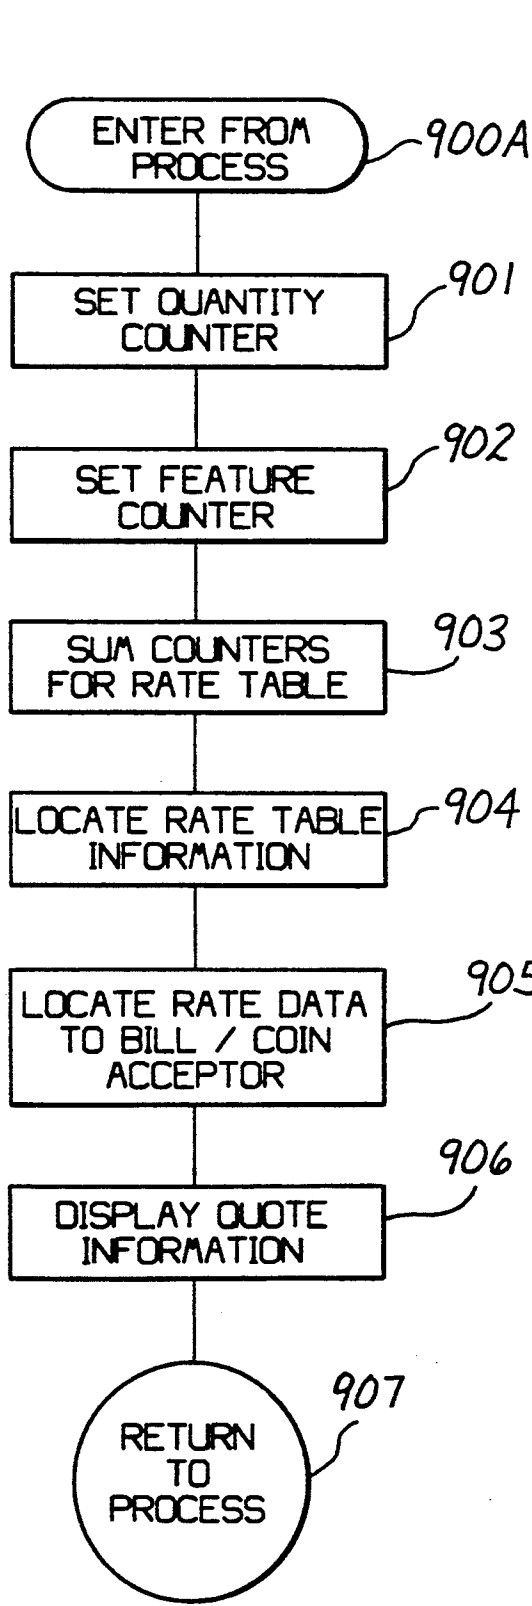 ENTER FROM
PROCESS
900A
SET QUANTITY
COUNTER
901
SET FEATURE
COUNTER
902
SUM COUNTERS
FOR RATE TABLE
903
LOCATE RATE TABLE
INFORMATION
904
LOCATE RATE DATA
TO BILL / COIN
ACCEPTOR
905
DISPLAY QUOTE
INFORMATION
906
RETURN
TO
PROCESS
907